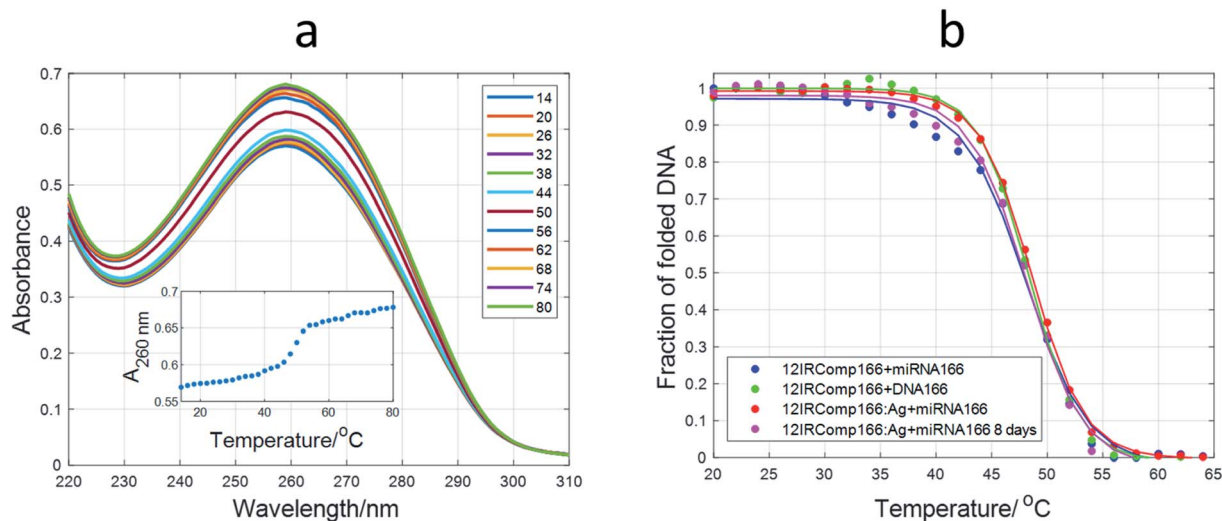 a
Absorbance
0.7
0.6
0.5
0.4
0.3
0.2
0.1
0
220 230 240 250 260 270 280 290 300 310
Wavelength/nm
14
20
26
32
38
44
50
56
62
68
74
80
A260 nm
0.7
0.65
0.6
0.55
20 40 60 80
Temperature/°C
b
Fraction of folded DNA
1
0.9
0.8
0.7
0.6
0.5
0.4
0.3
0.2
0.1
0
20 25 30 35 40 45 50 55 60 65
Temperature/ °C
12IRComp166+miRNA166
12IRComp166+DNA166
12IRComp166:Ag+miRNA166
12IRComp166:Ag+miRNA166 8 days